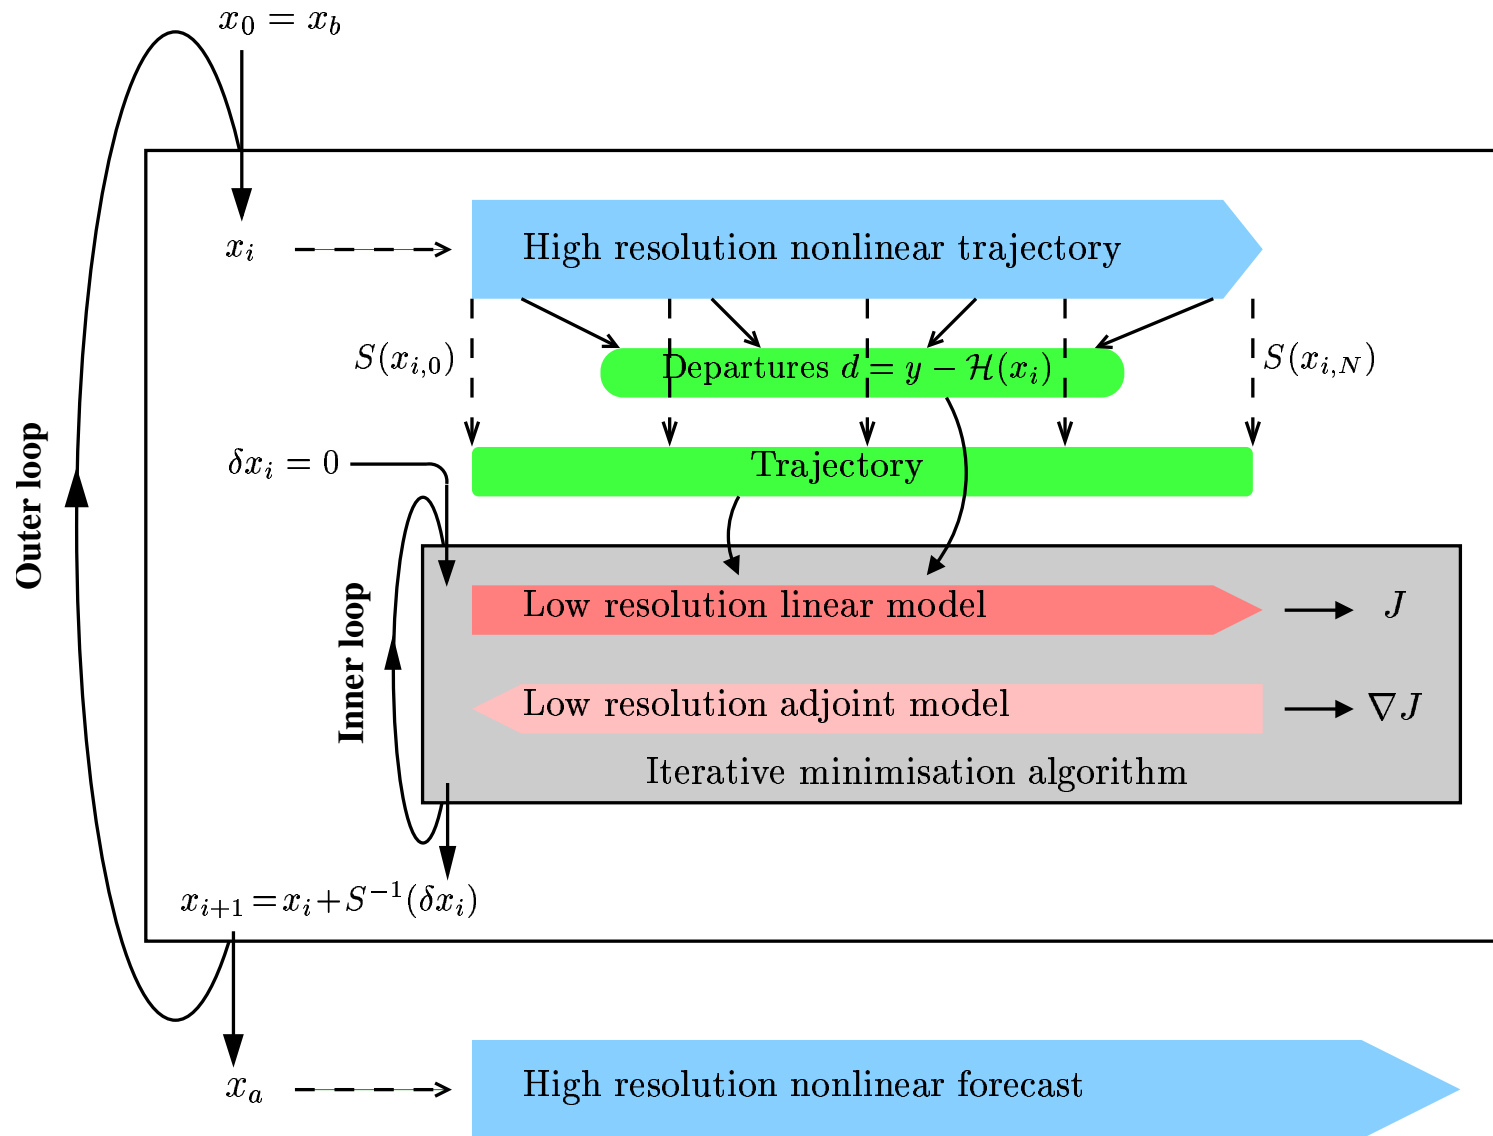 x₀ = x_b
x_i
High resolution nonlinear trajectory
S(x_{i,0})
Departures d = y − ℋ(x_i)
S(x_{i,N})
δx_i = 0
Trajectory
Outer loop
Inner loop
Low resolution linear model
J
Low resolution adjoint model
∇J
Iterative minimisation algorithm
x_{i+1} = x_i + S⁻¹(δx_i)
x_a
High resolution nonlinear forecast